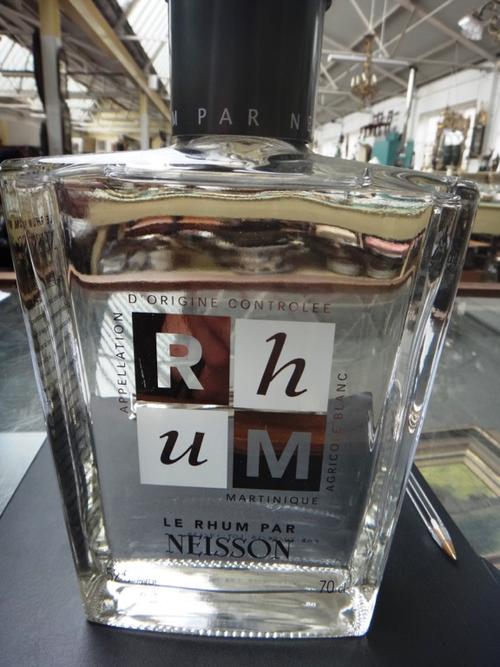 PAR
D'ORIGINE CONTROLEE
APPELLATION
R h
u M
AGRICOLE BLANC
MARTINIQUE
LE RHUM PAR
NEISSON
70